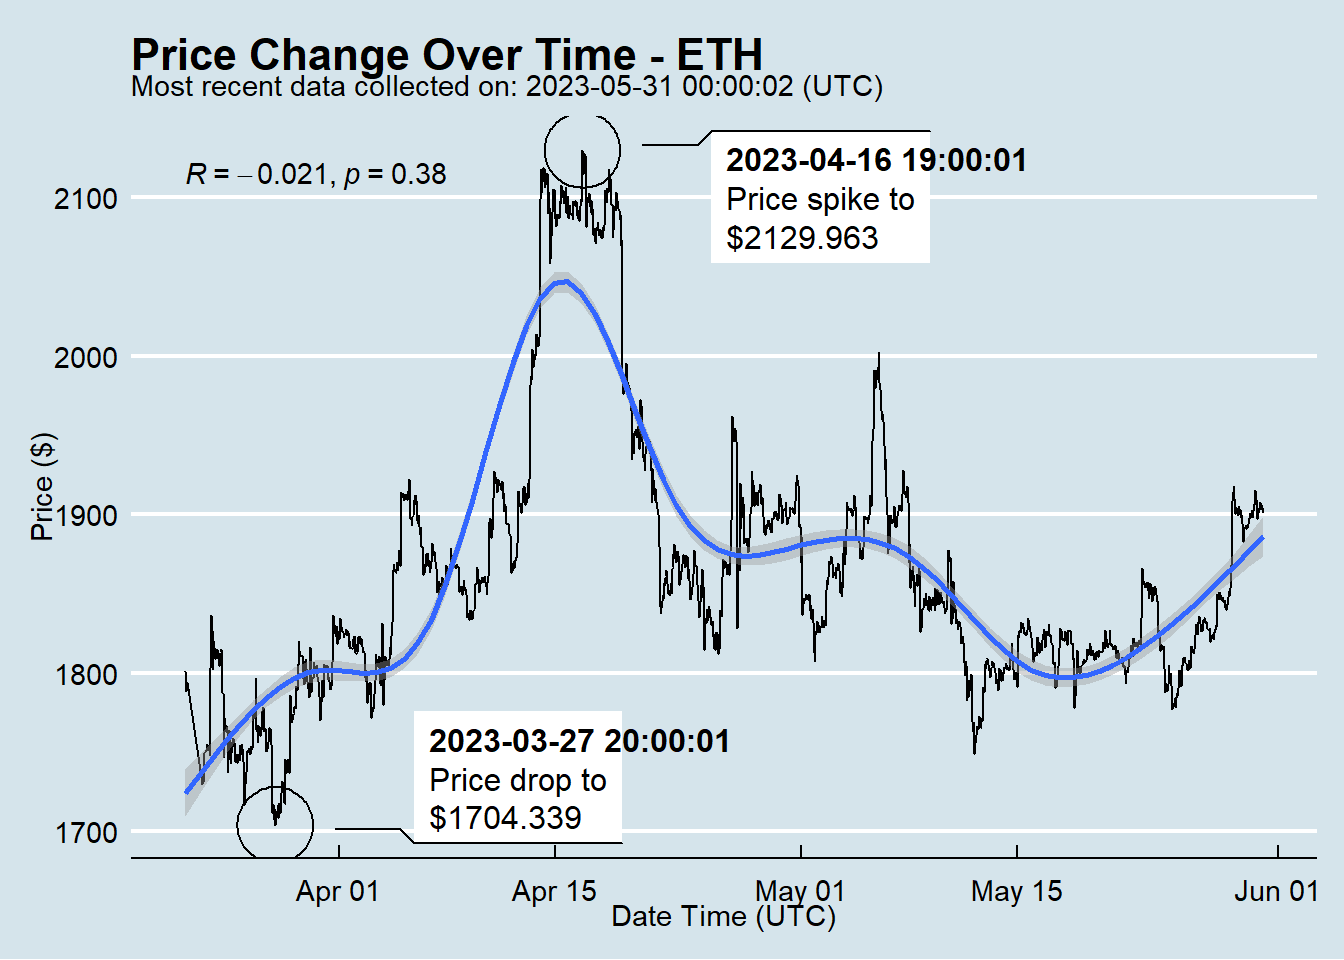 Price Change Over Time - ETH
Most recent data collected on: 2023-05-31 00:00:02 (UTC)
R = −0.021, p = 0.38
2023-04-16 19:00:01
Price spike to
$2129.963
2100
2000
1900
1800
1700
Price ($)
2023-03-27 20:00:01
Price drop to
$1704.339
Apr 01
Apr 15
May 01
May 15
Jun 01
Date Time (UTC)